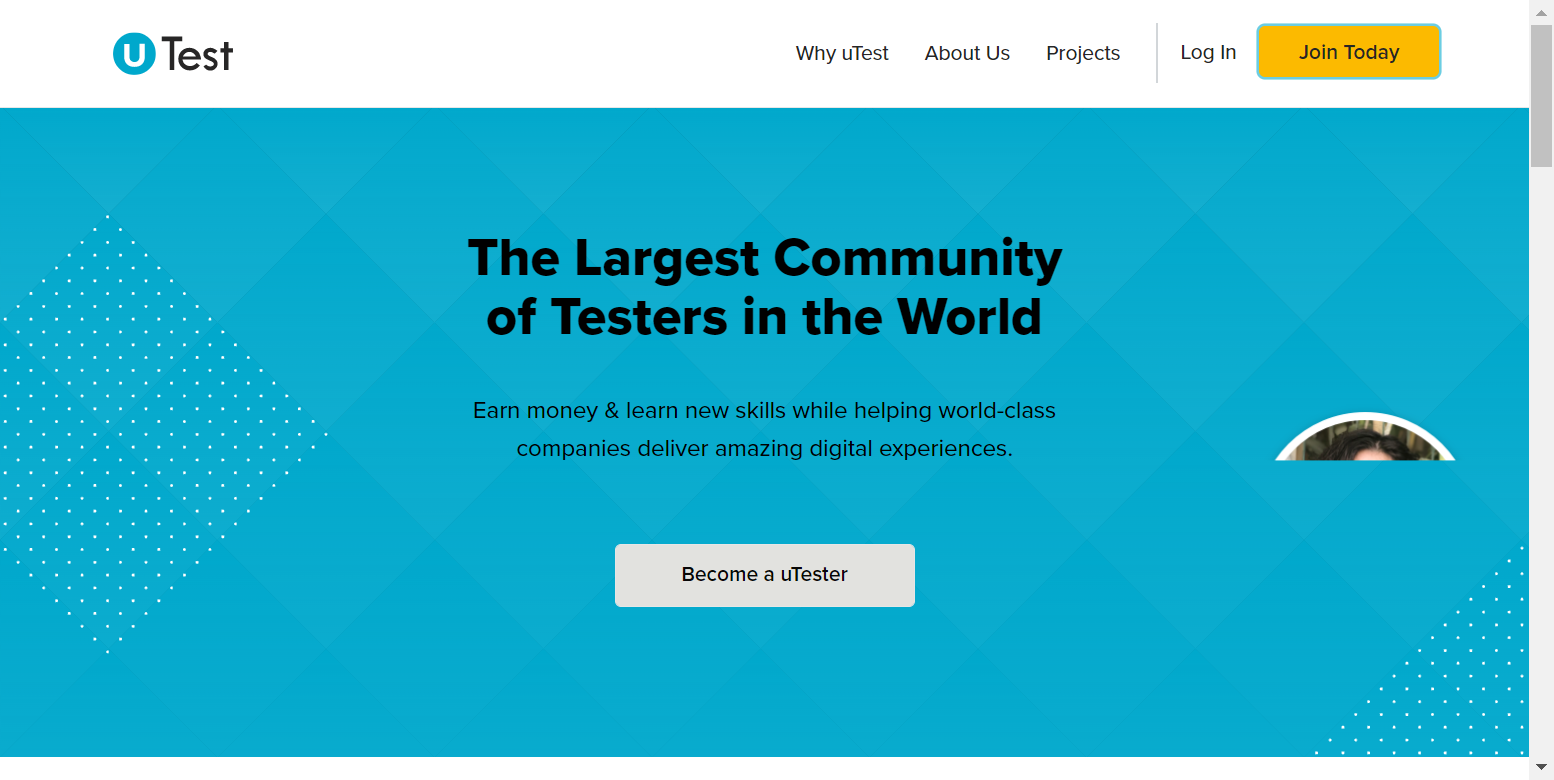 uTest
Why uTest
About Us
Projects
Log In
Join Today
The Largest Community
of Testers in the World
Earn money & learn new skills while helping world-class
companies deliver amazing digital experiences.
Become a uTester